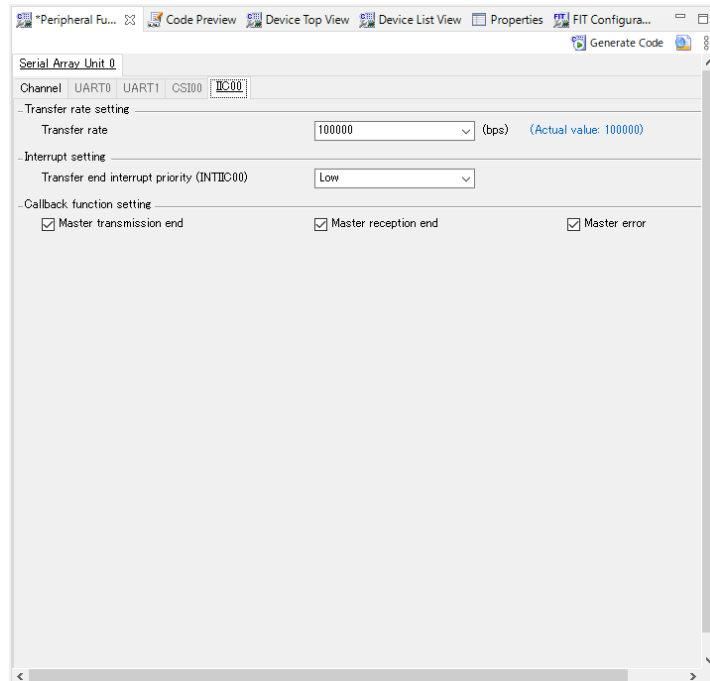 *Peripheral Fu... Code Preview Device Top View Device List View Properties FIT Configura...
Generate Code
Serial Array Unit 0
Channel UART0 UART1 CSI00 IIC00
Transfer rate setting
Transfer rate 100000 (bps) (Actual value: 100000)
Interrupt setting
Transfer end interrupt priority (INTIIC00) Low
Callback function setting
Master transmission end Master reception end Master error